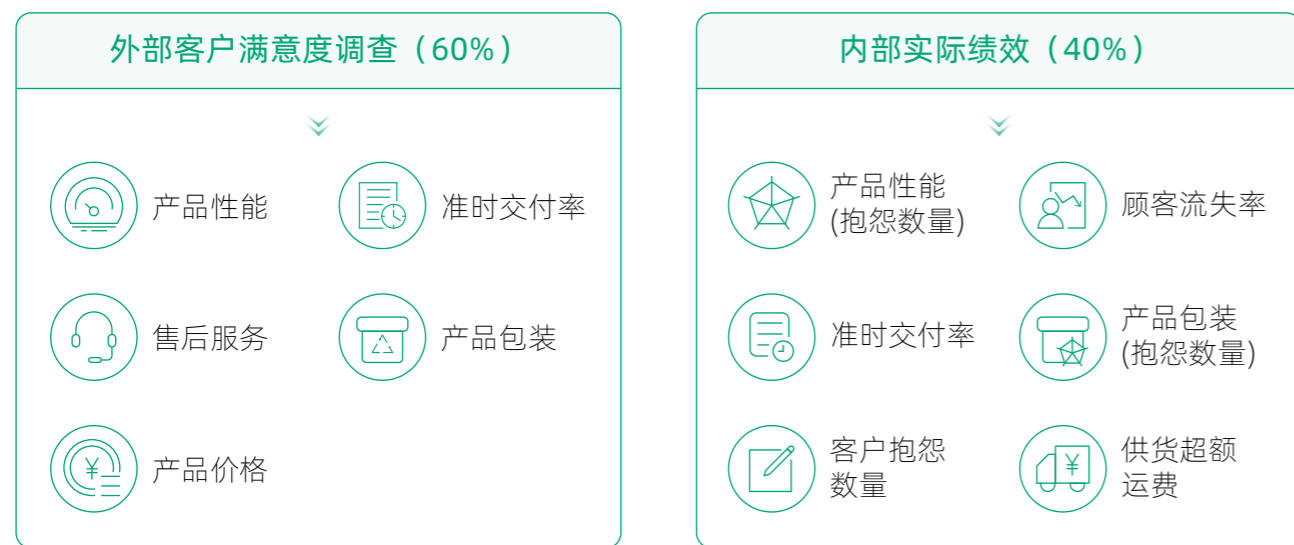 外部客户满意度调查（60%）
产品性能
准时交付率
售后服务
产品包装
¥
产品价格
内部实际绩效（40%）
产品性能
(抱怨数量)
顾客流失率
准时交付率
产品包装
(抱怨数量)
客户抱怨
数量
¥
供货超额
运费